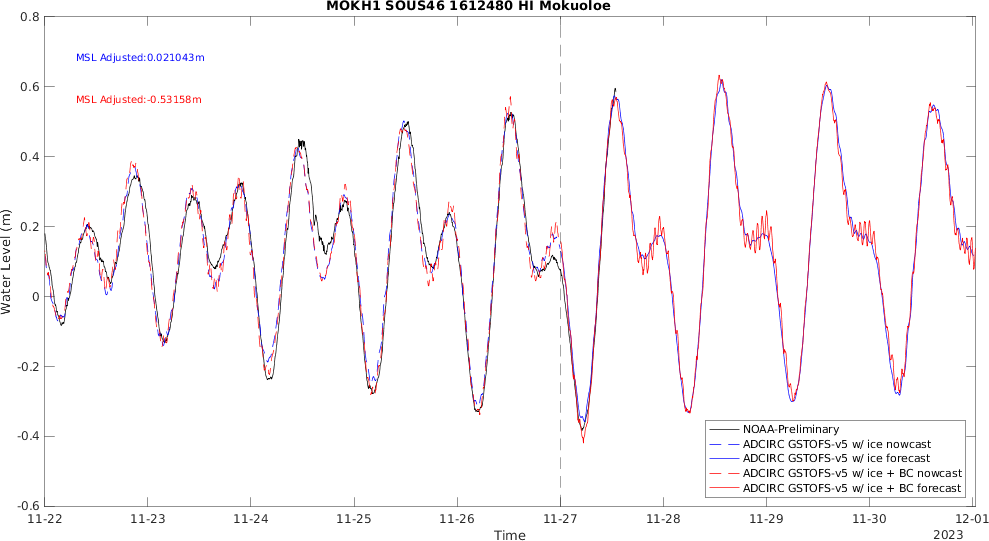 MOKH1 SOUS46 1612480 HI Mokuoloe
0.8
MSL Adjusted:0.021043m
0.6
MSL Adjusted:-0.53158m
0.4
0.2
Water Level (m)
0
-0.2
-0.4
NOAA-Preliminary
ADCIRC GSTOFS-v5 w/ ice nowcast
ADCIRC GSTOFS-v5 w/ ice forecast
ADCIRC GSTOFS-v5 w/ ice + BC nowcast
ADCIRC GSTOFS-v5 w/ ice + BC forecast
-0.6
11-22 11-23 11-24 11-25 11-26 11-27 11-28 11-29 11-30 12-01
Time
2023